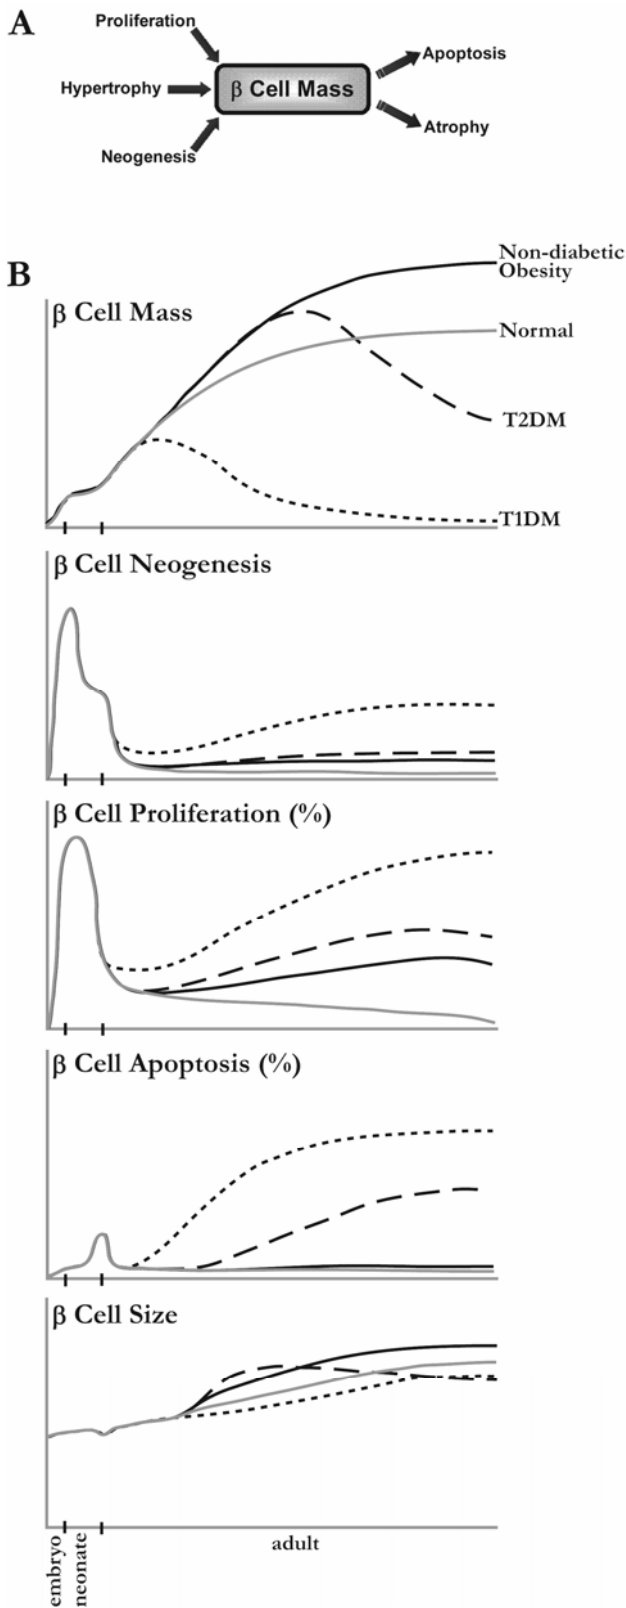 A
Proliferation
Hypertrophy
Neogenesis
β Cell Mass
Apoptosis
Atrophy
B
β Cell Mass
Non-diabetic
Obesity
Normal
T2DM
T1DM
β Cell Neogenesis
β Cell Proliferation (%)
β Cell Apoptosis (%)
β Cell Size
embryo
neonate
adult